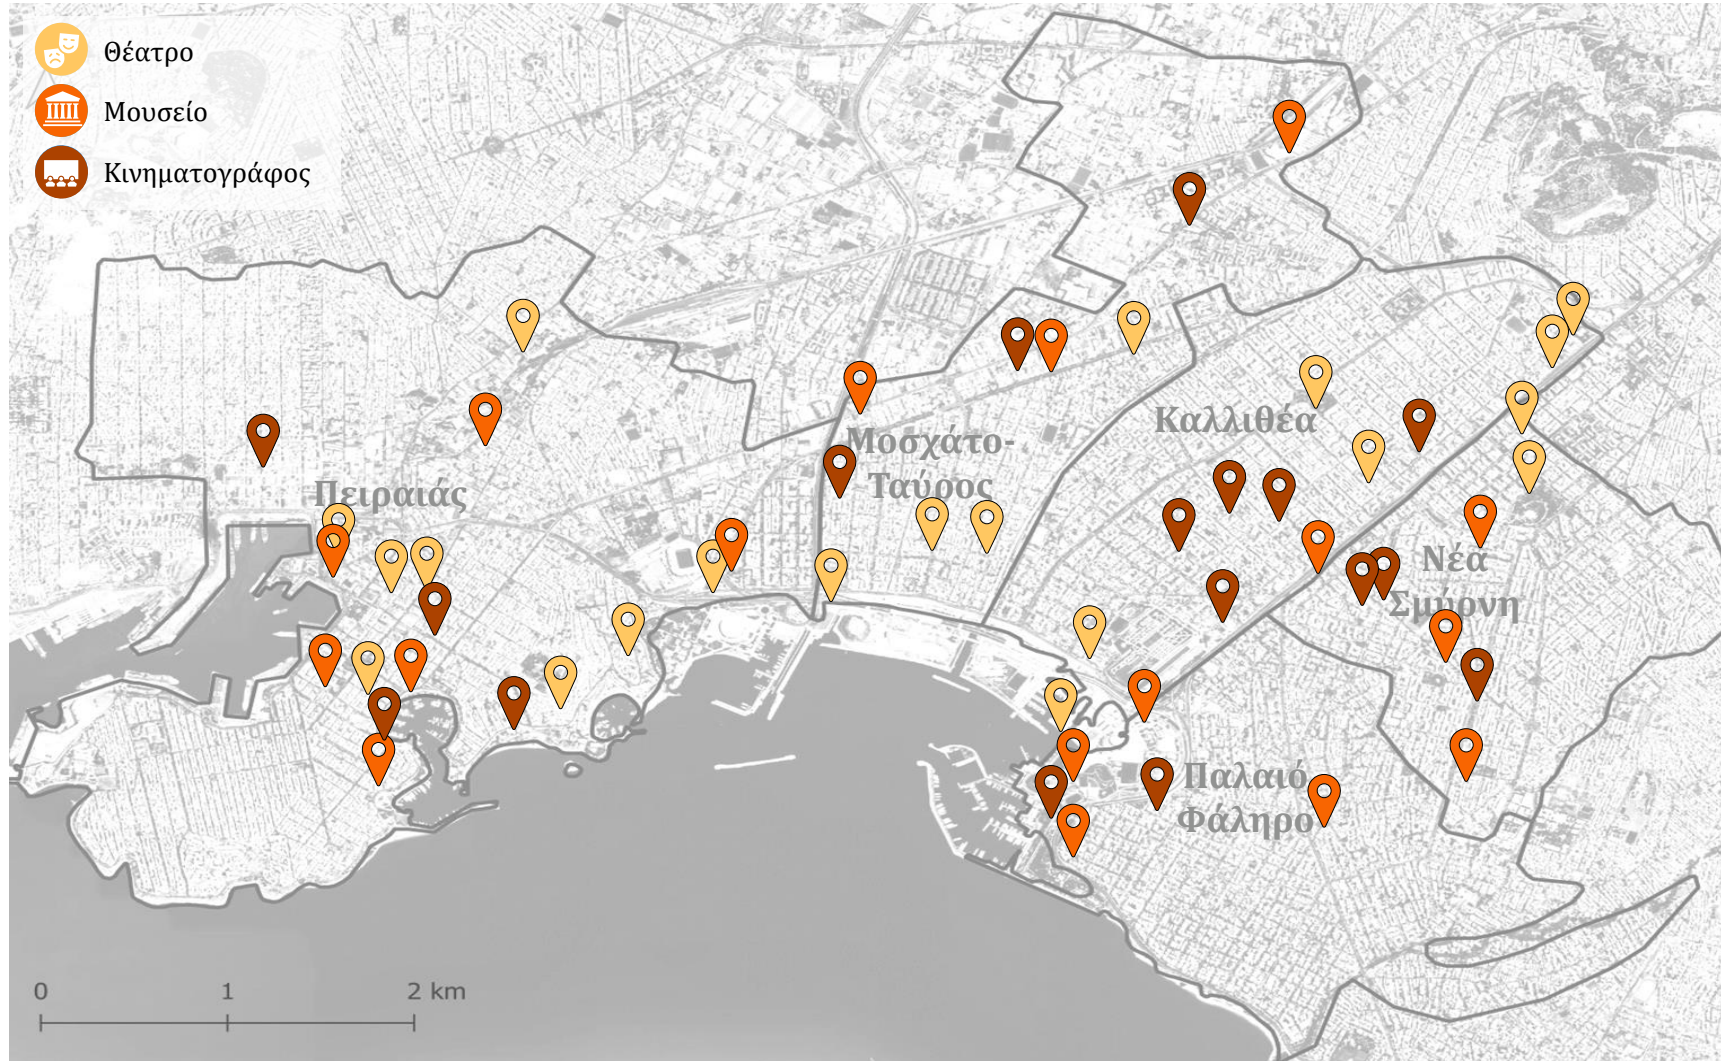 Θέατρο
Μουσείο
Κινηματογράφος
Μοσχάτο-
Ταύρος
Καλλιθέα
Πειραιάς
Νέα
Σμύρνη
Παλαιό
Φάληρο
0 1 2 km